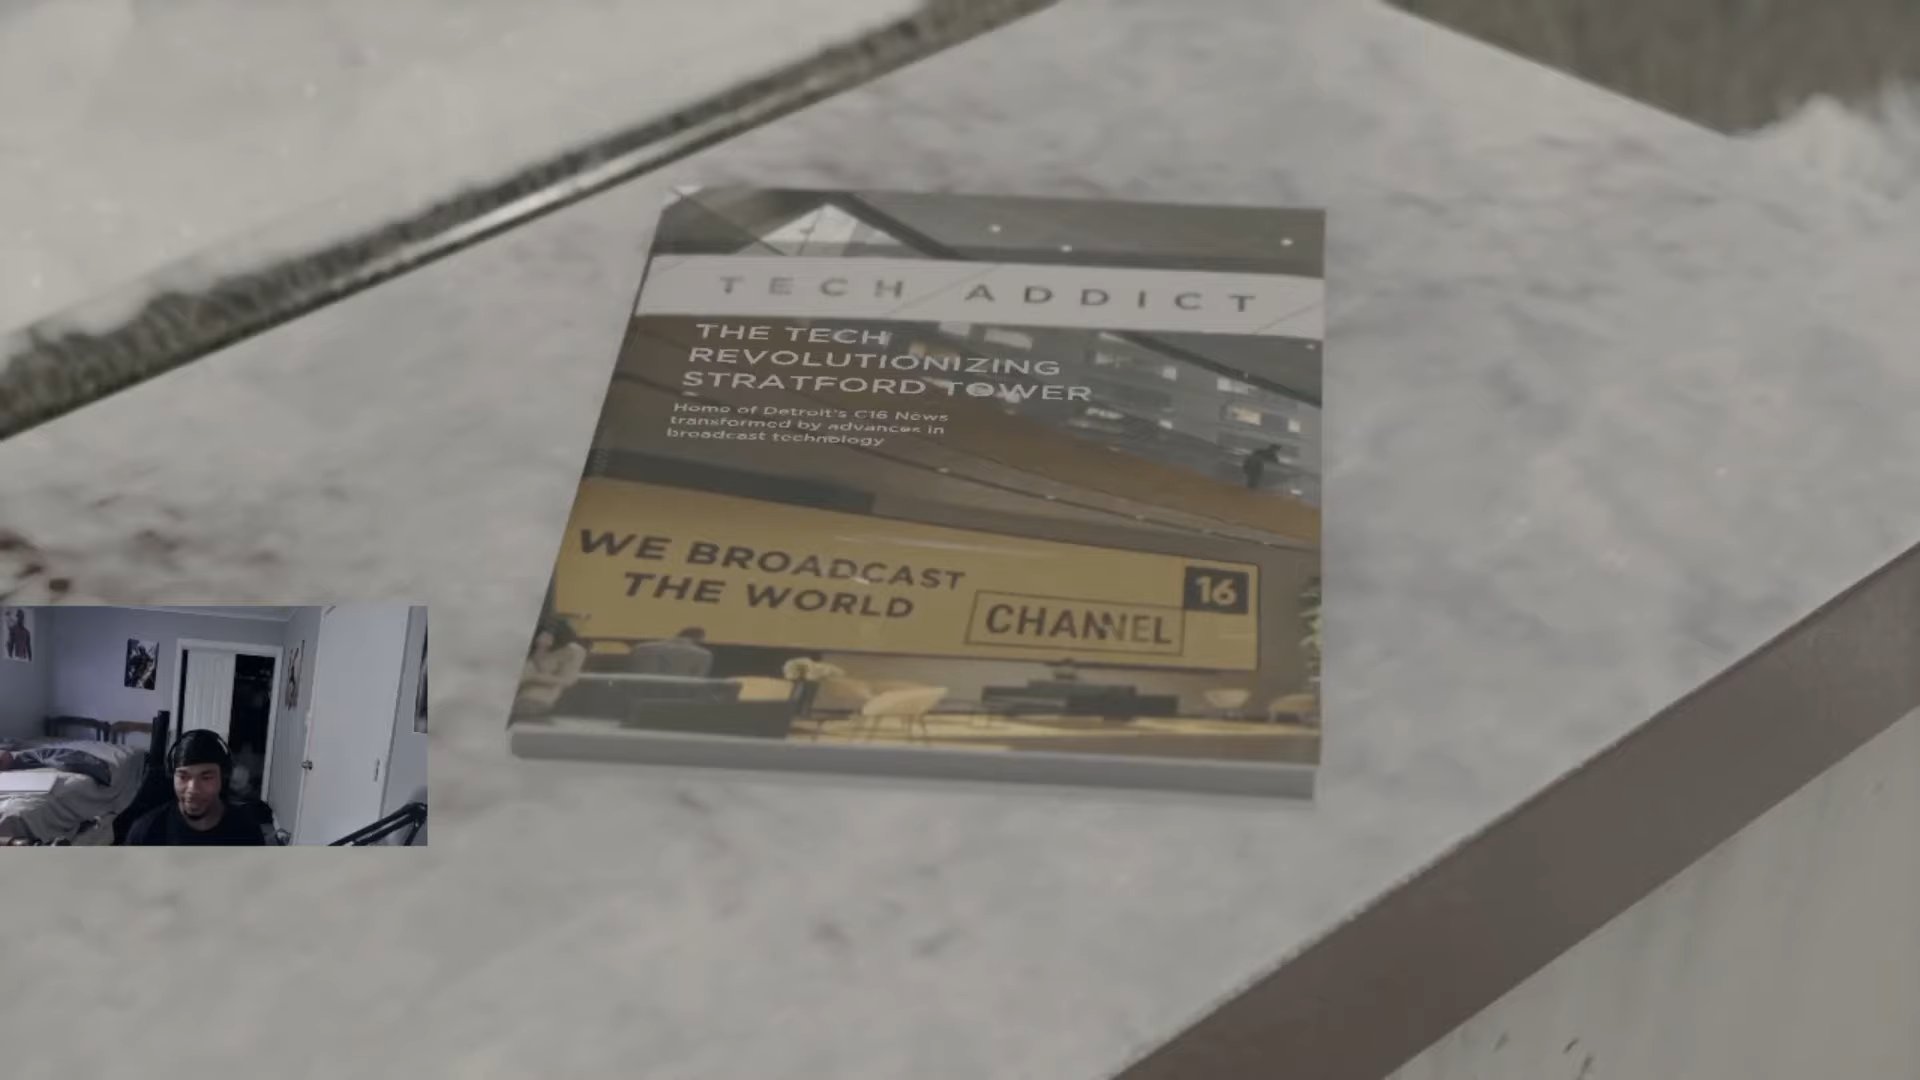 TECH ADDICT
THE TECH
REVOLUTIONIZING
STRATFORD TOWER
Home of Detroit's C16 News
transformed by advances in
broadcast technology
WE BROADCAST
THE WORLD
CHANNEL
16